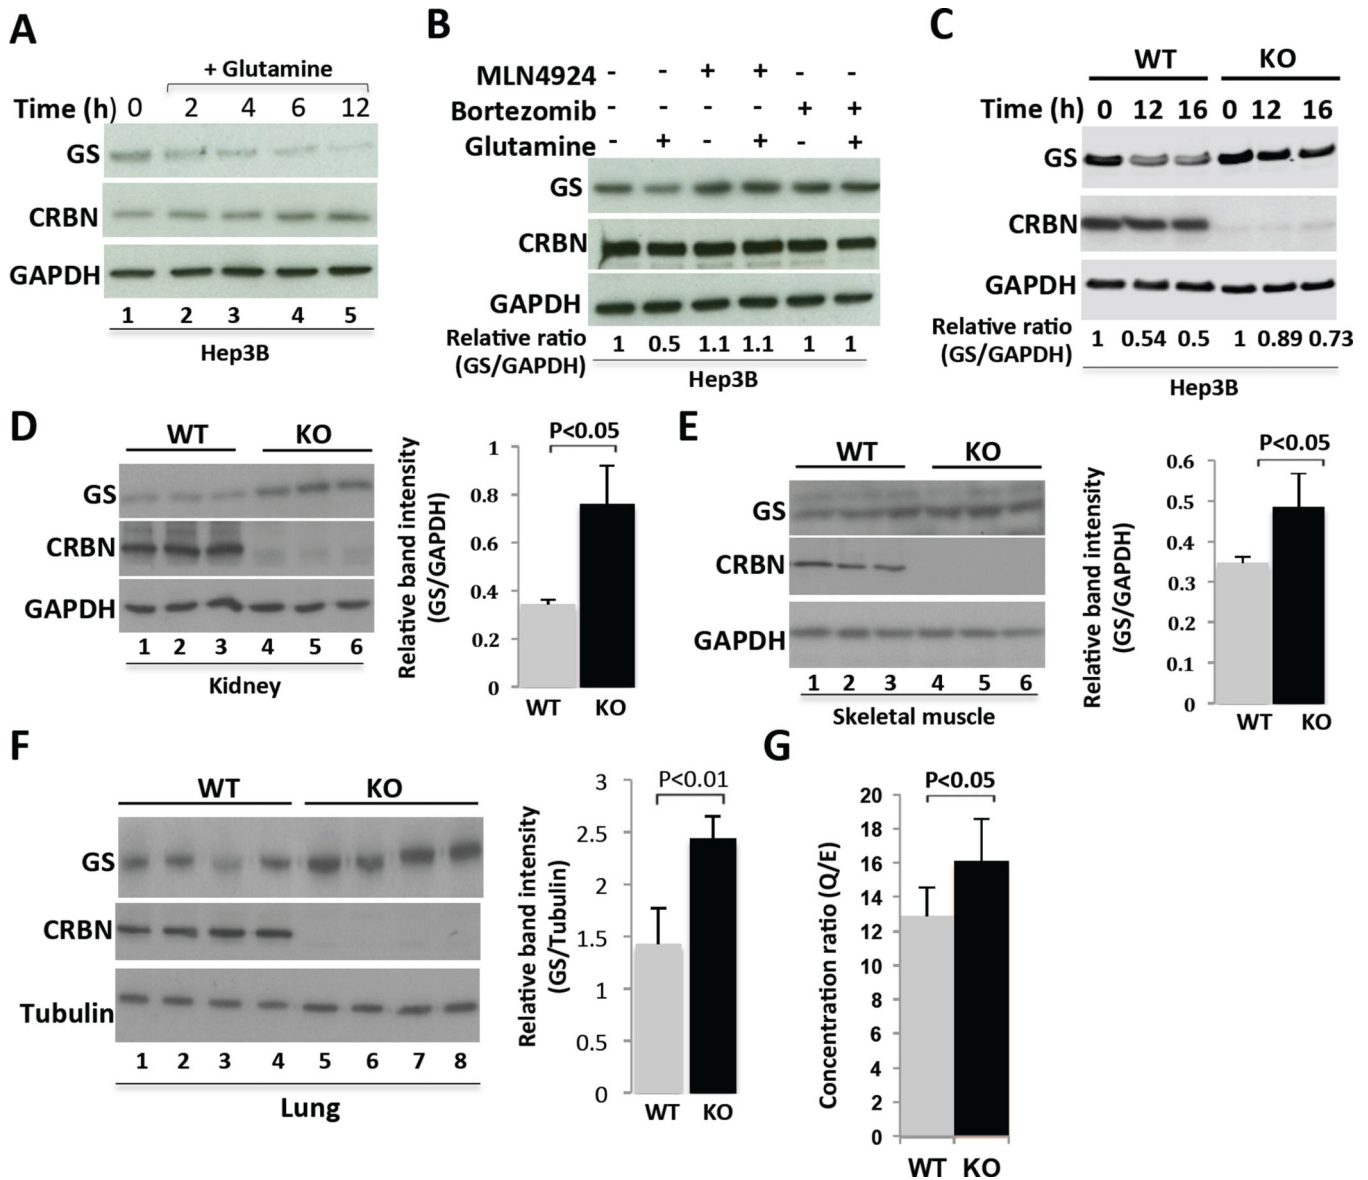 A
+ Glutamine
Time (h) 0 2 4 6 12
GS
CRBN
GAPDH
1 2 3 4 5
Hep3B
B
MLN4924 - - + + - -
Bortezomib - - - - + +
Glutamine - + - + - +
GS
CRBN
GAPDH
Relative ratio
(GS/GAPDH)
1 0.5 1.1 1.1 1 1
Hep3B
C
WT KO
Time (h) 0 12 16 0 12 16
GS
CRBN
GAPDH
Relative ratio
(GS/GAPDH)
1 0.54 0.5 1 0.89 0.73
Hep3B
D
WT KO
GS
CRBN
GAPDH
1 2 3 4 5 6
Kidney
Relative band intensity
(GS/GAPDH)
P<0.05
1
0.8
0.6
0.4
0.2
0
WT KO
E
WT KO
GS
CRBN
GAPDH
1 2 3 4 5 6
Skeletal muscle
Relative band intensity
(GS/GAPDH)
P<0.05
0.6
0.5
0.4
0.3
0.2
0.1
0
WT KO
F
WT KO
GS
CRBN
Tubulin
1 2 3 4 5 6 7 8
Lung
Relative band intensity
(GS/Tubulin)
P<0.01
3
2.5
2
1.5
1
0.5
0
WT KO
G
P<0.05
Concentration ratio (Q/E)
20
18
16
14
12
10
8
6
4
2
0
WT KO